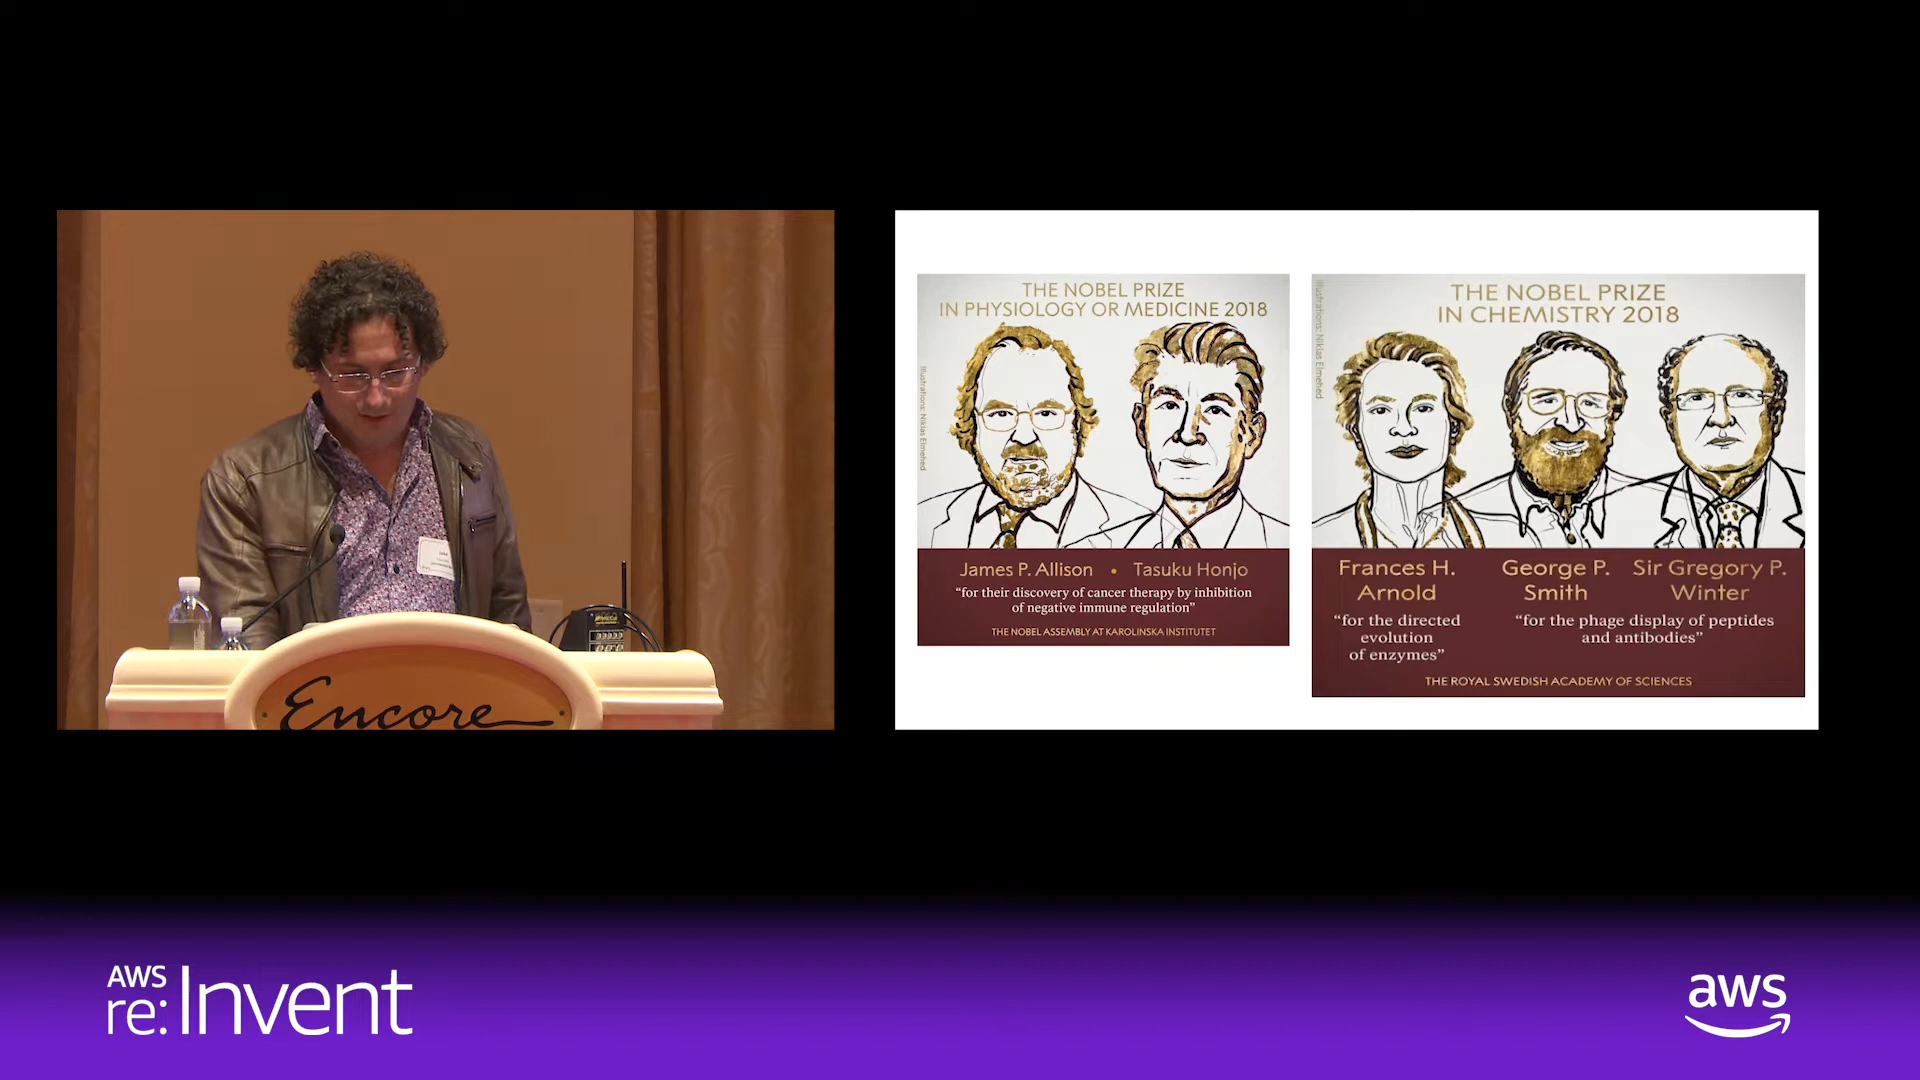 Encore
THE NOBEL PRIZE
IN PHYSIOLOGY OR MEDICINE 2018
Illustrations: Niklas Elmehed
James P. Allison • Tasuku Honjo
“for their discovery of cancer therapy by inhibition
of negative immune regulation”
THE NOBEL ASSEMBLY AT KAROLINSKA INSTITUTET
THE NOBEL PRIZE
IN CHEMISTRY 2018
Illustrations: Niklas Elmehed
Frances H.
Arnold
“for the directed
evolution
of enzymes”
George P.
Smith
Sir Gregory P.
Winter
“for the phage display of peptides
and antibodies”
THE ROYAL SWEDISH ACADEMY OF SCIENCES
AWS
re:Invent
aws